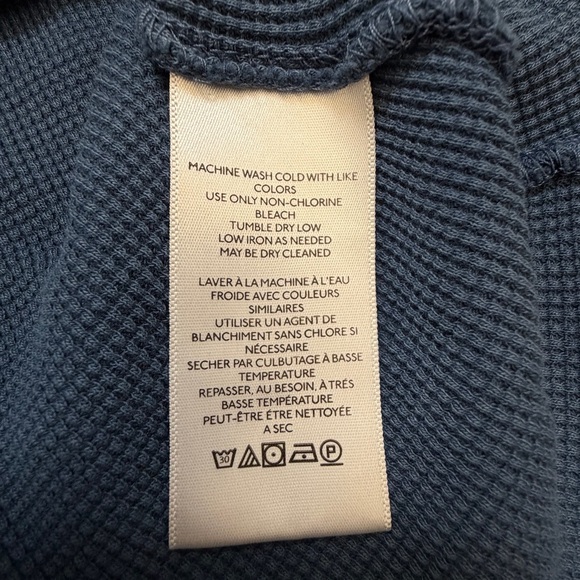 MACHINE WASH COLD WITH LIKE
COLORS
USE ONLY NON-CHLORINE
BLEACH
TUMBLE DRY LOW
LOW IRON AS NEEDED
MAY BE DRY CLEANED
LAVER À LA MACHINE À L'EAU
FROIDE AVEC COULEURS
SIMILAIRES
UTILISER UN AGENT DE
BLANCHIMENT SANS CHLORE SI
NÉCESSAIRE
SECHER PAR CULBUTAGE À BASSE
TEMPERATURE
REPASSER, AU BESOIN, À TRÉS
BASSE TEMPÉRATURE
PEUT-ÊTRE ÉTRE NETTOYÉE
A SEC
30 P